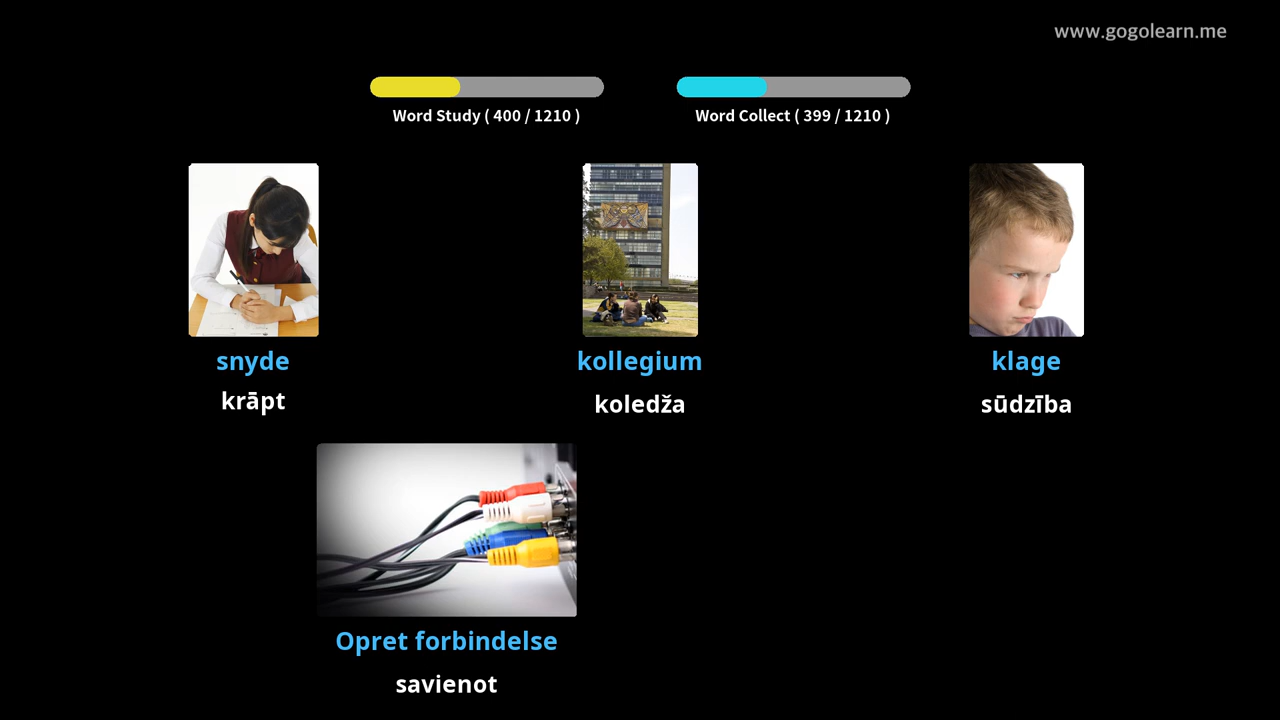 www.gogolearn.me
Word Study ( 400 / 1210 )
Word Collect ( 399 / 1210 )
snyde
krāpt
kollegium
koledža
klage
sūdzība
Opret forbindelse
savienot